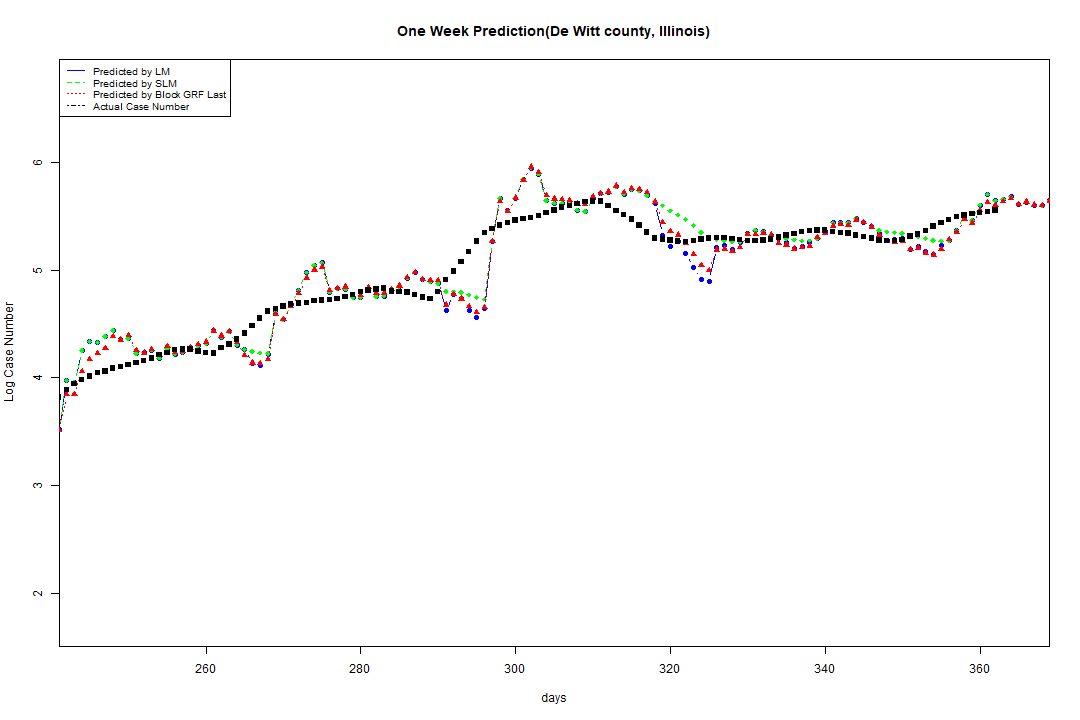 One Week Prediction(De Witt county, Illinois)
Predicted by LM
Predicted by SLM
Predicted by Block GRF Last
Actual Case Number
6
5
4
3
2
Log Case Number
260
280
300
320
340
360
days